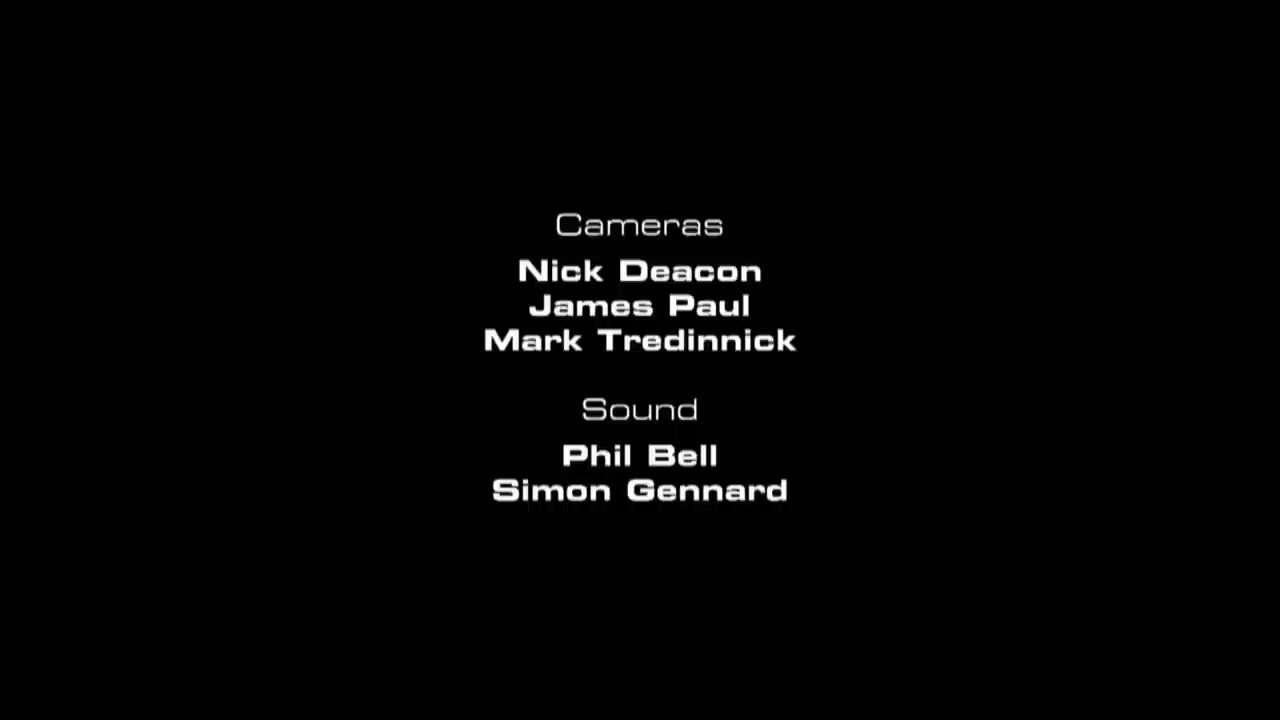 Cameras
Nick Deacon
James Paul
Mark Tredinnick
Sound
Phil Bell
Simon Gennard